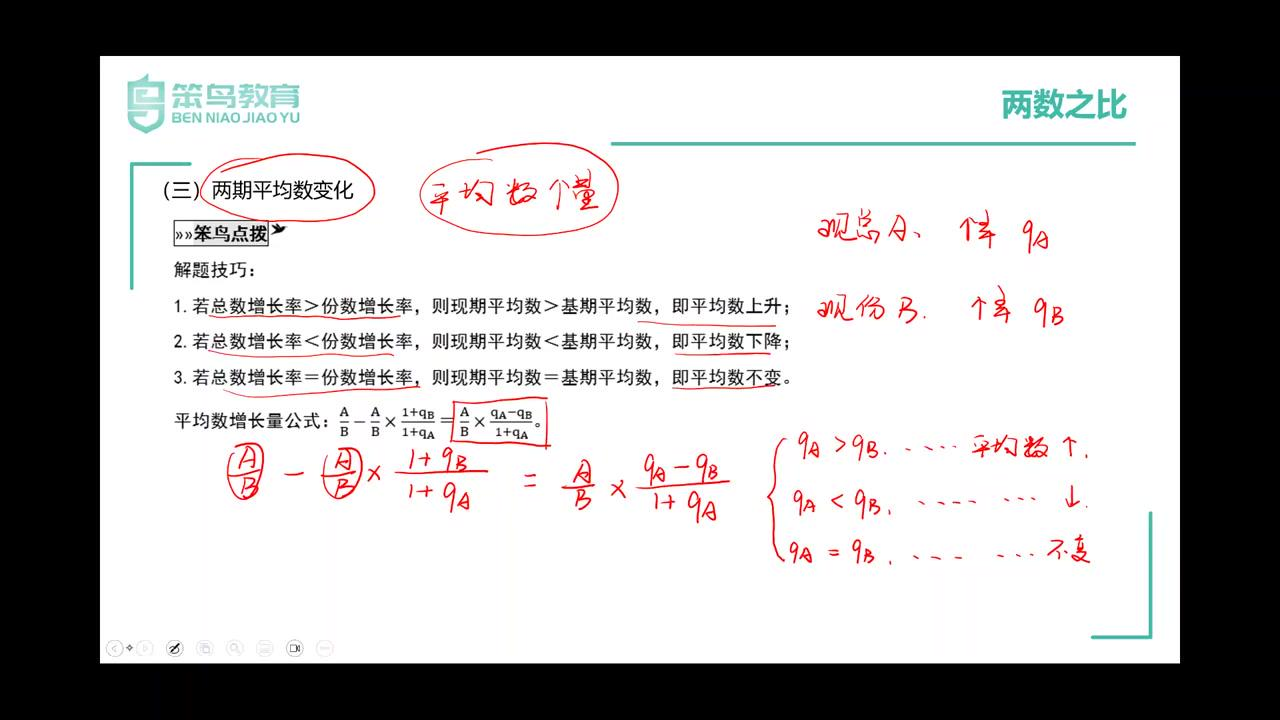 笨鸟教育
BEN NIAO JIAO YU
两数之比
（三）两期平均数变化
平均数个量
»»笨鸟点拨
现总A、 个率 qA
解题技巧：
1.若总数增长率＞份数增长率，则现期平均数＞基期平均数，即平均数上升；
现份B. 个率 qB
2.若总数增长率＜份数增长率，则现期平均数＜基期平均数，即平均数下降；
3.若总数增长率＝份数增长率，则现期平均数＝基期平均数，即平均数不变。
平均数增长量公式：A/B－A/B×(1+qB)/(1+qA)＝A/B×(qA−qB)/(1+qA)。
A/B − A/B × (1+qB)/(1+qA) = A/B × (qA−qB)/(1+qA)
qA > qB. ..... 平均数↑.
qA < qB. .... ... ↓.
qA = qB. .... ... 不变